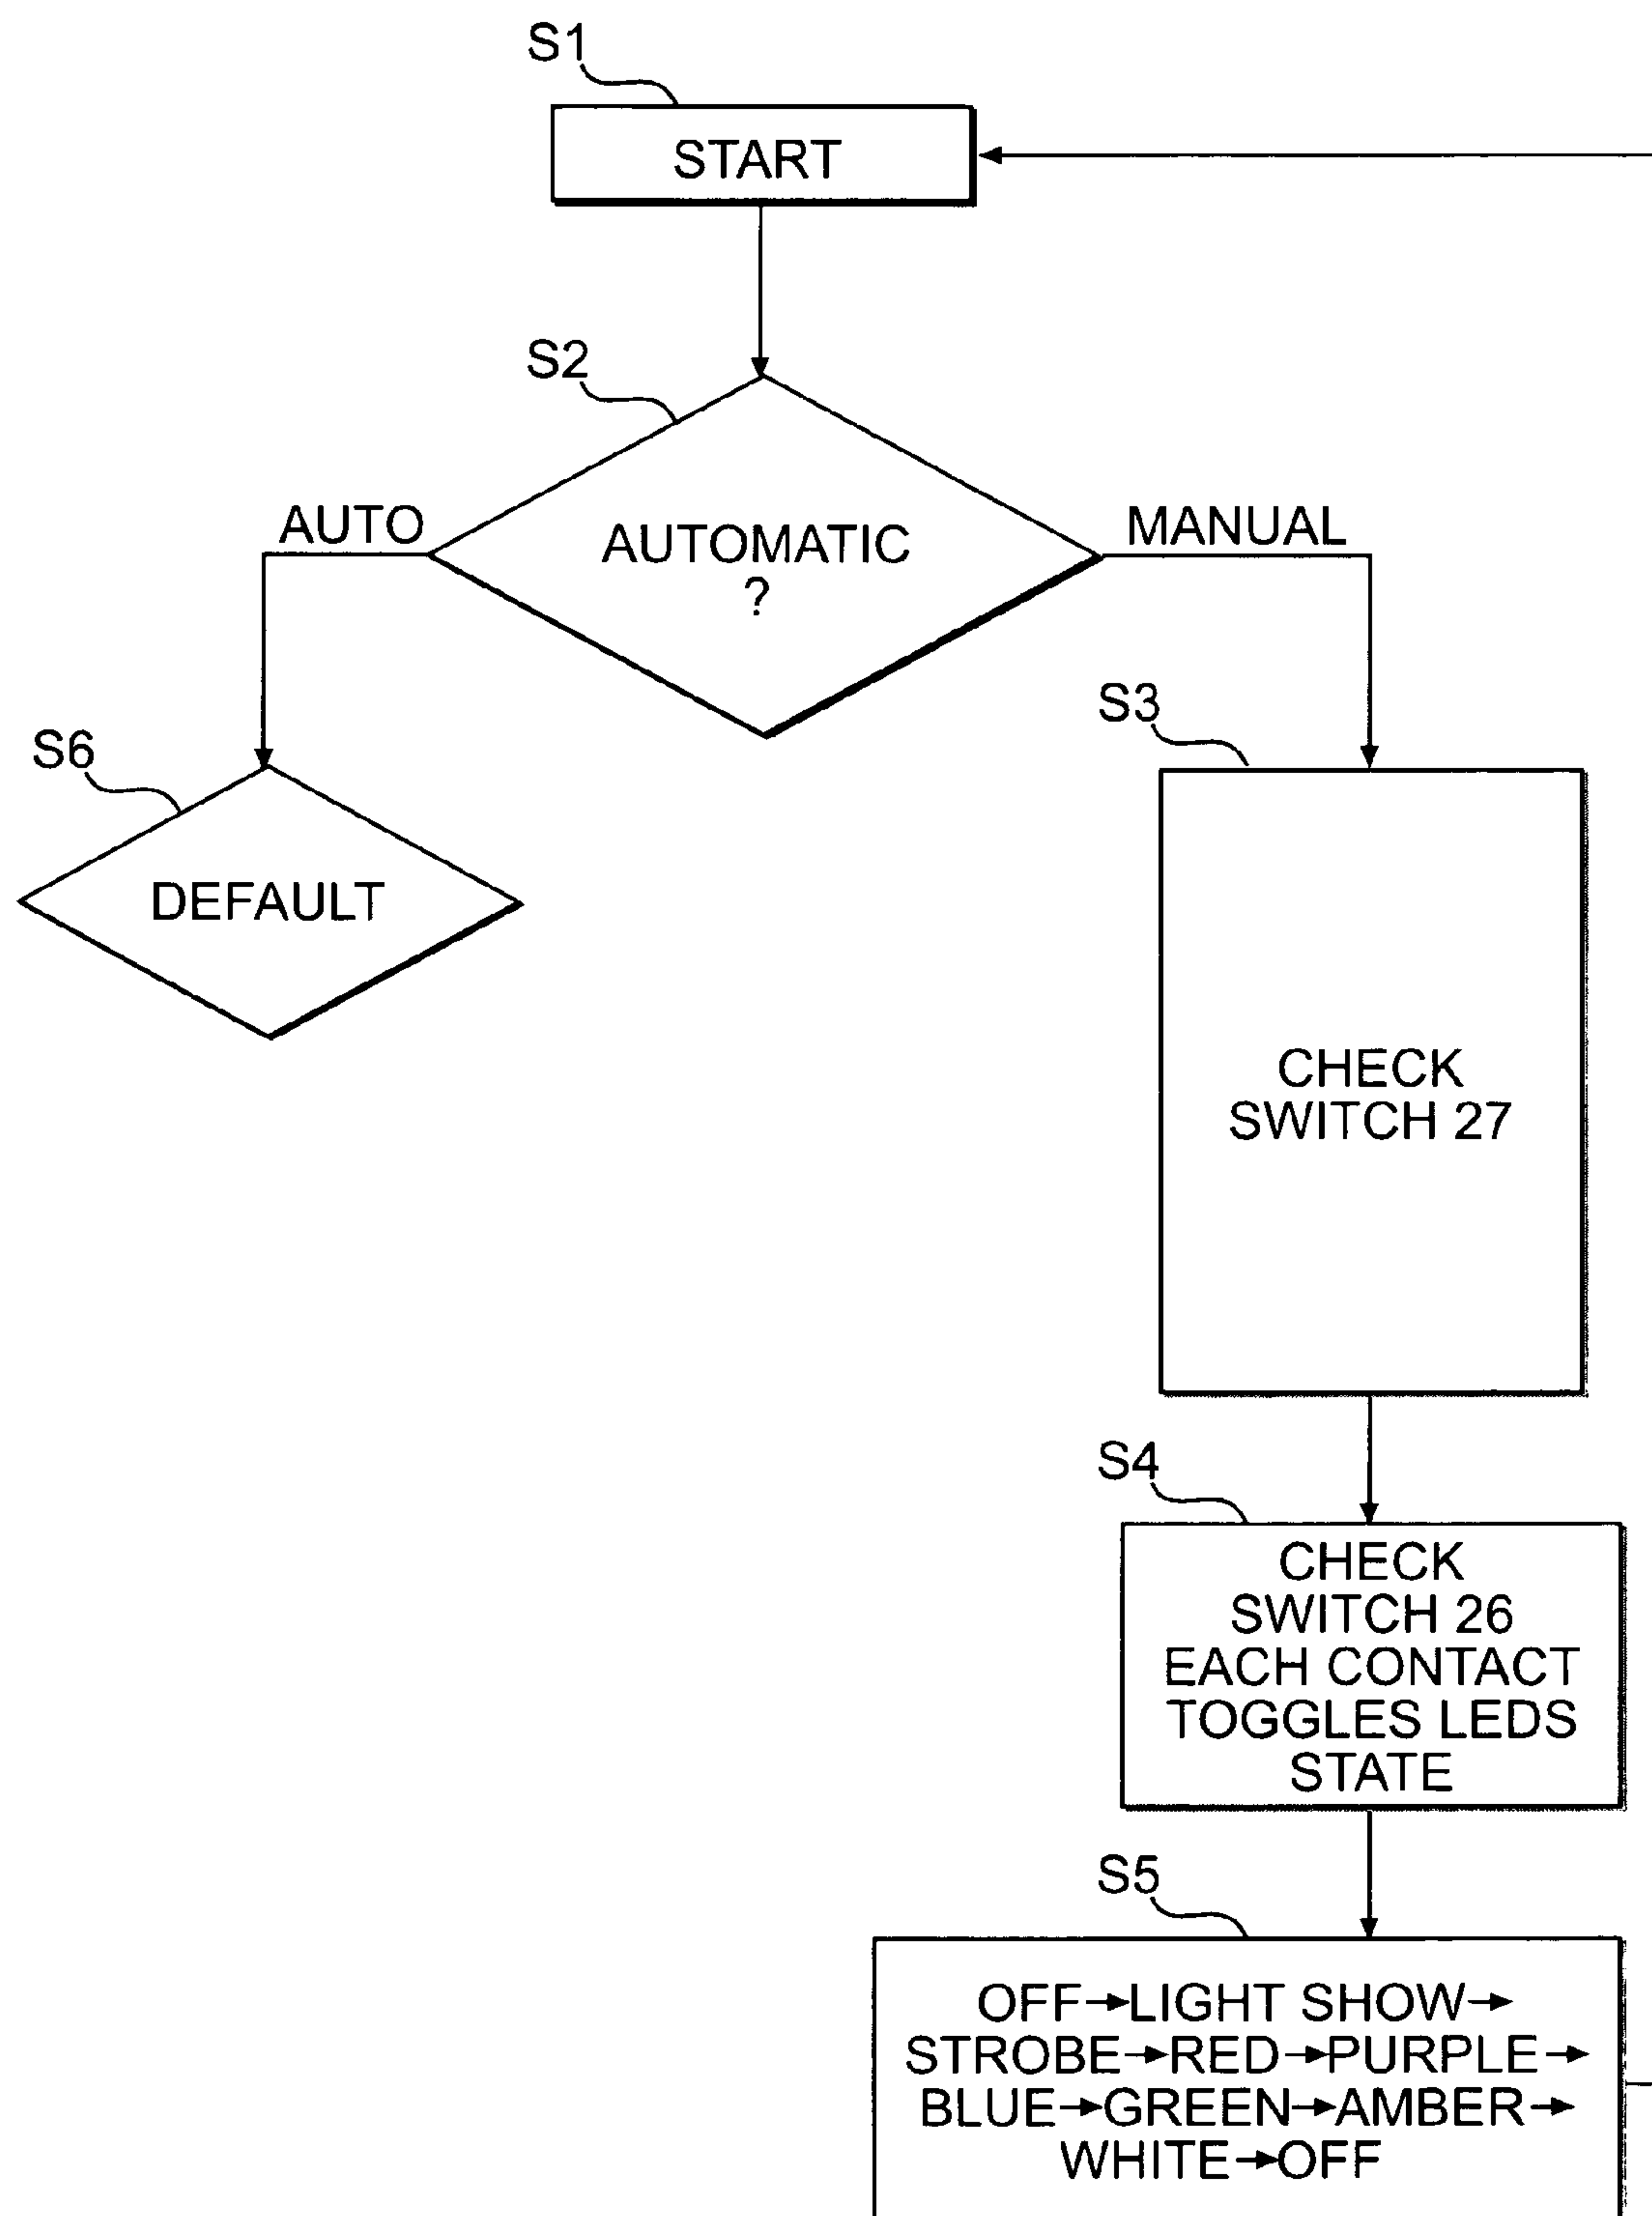 S1
START
S2
AUTO
AUTOMATIC
?
MANUAL
S3
S6
DEFAULT
CHECK
SWITCH 27
S4
CHECK
SWITCH 26
EACH CONTACT
TOGGLES LEDS
STATE
S5
OFF→LIGHT SHOW→
STROBE→RED→PURPLE→
BLUE→GREEN→AMBER→
WHITE→OFF